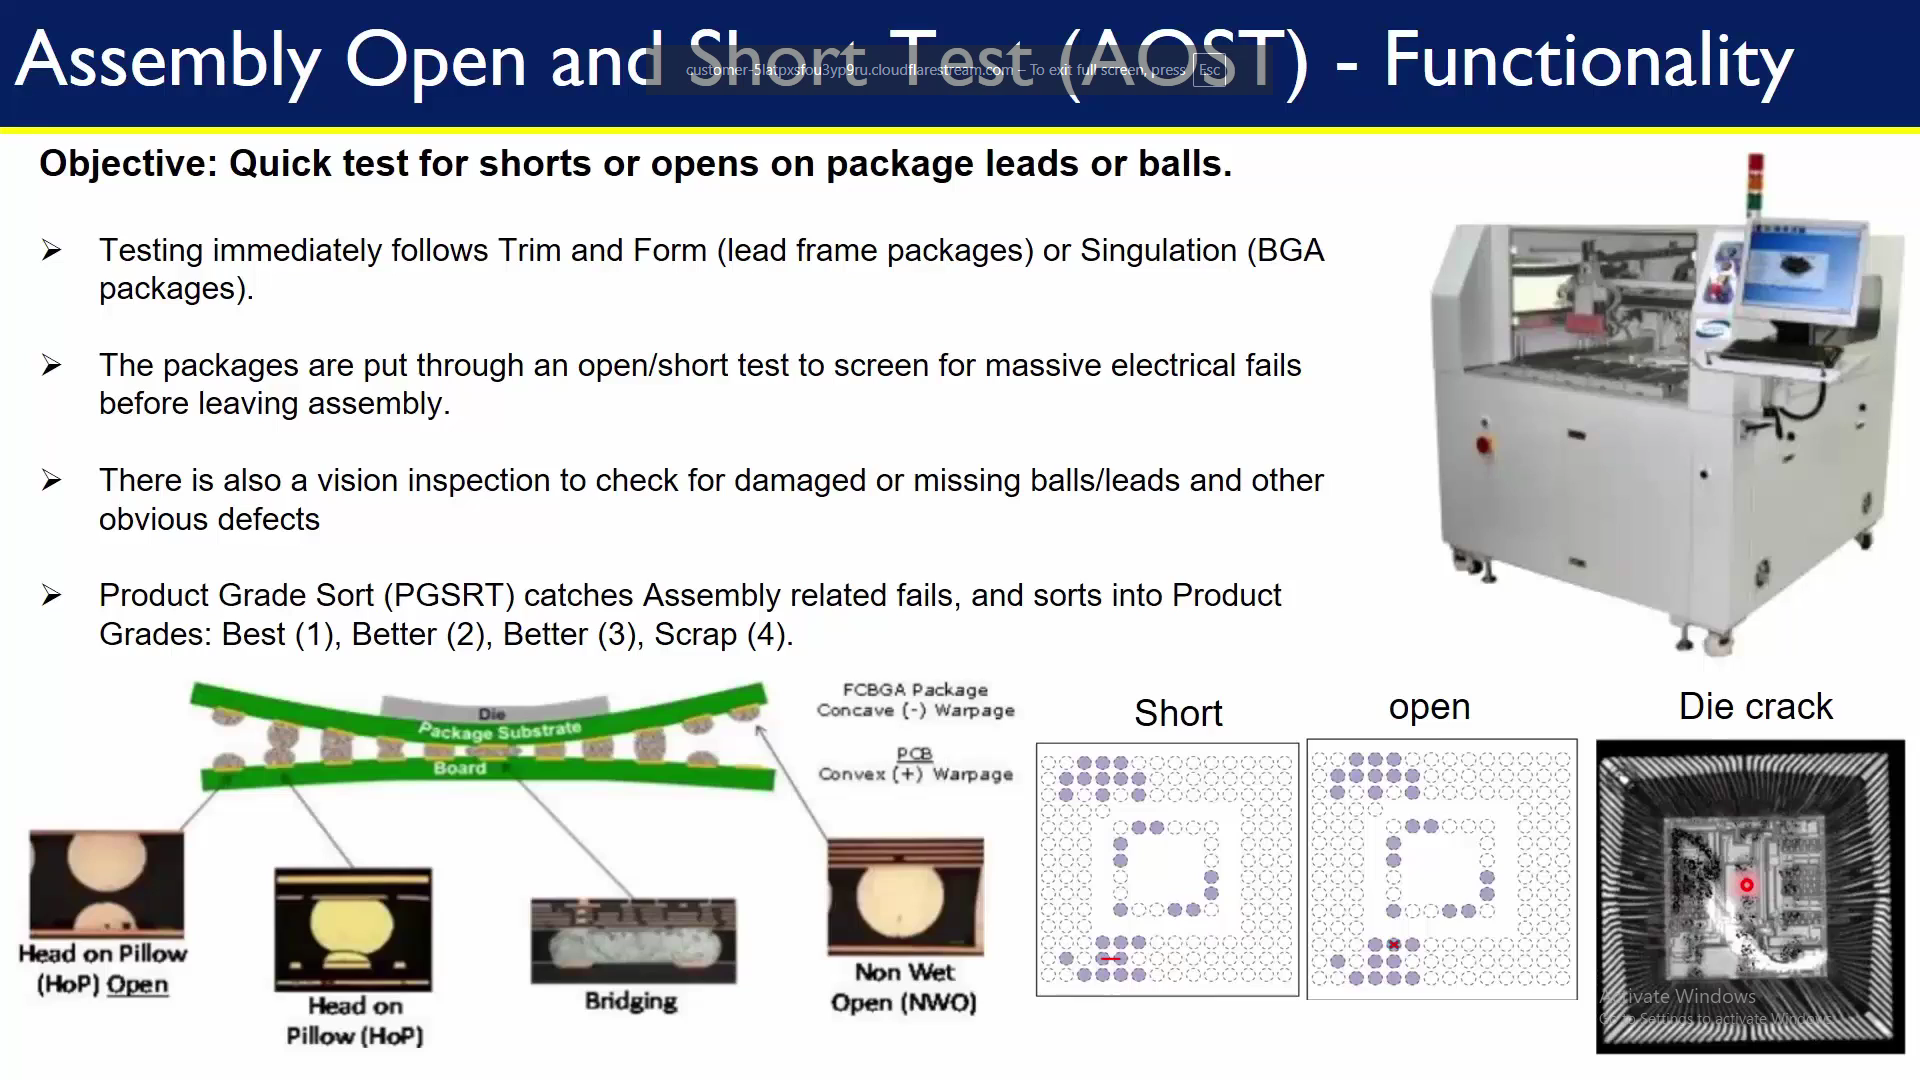 Assembly Open and Short Test (AOST) - Functionality
customer-5latpxsfou3yp9ru.cloudflarestream.com – To exit full screen, press Esc
Objective: Quick test for shorts or opens on package leads or balls.
Testing immediately follows Trim and Form (lead frame packages) or Singulation (BGA
packages).
The packages are put through an open/short test to screen for massive electrical fails
before leaving assembly.
There is also a vision inspection to check for damaged or missing balls/leads and other
obvious defects
Product Grade Sort (PGSRT) catches Assembly related fails, and sorts into Product
Grades: Best (1), Better (2), Better (3), Scrap (4).
Die
Package Substrate
Board
FCBGA Package
Concave (-) Warpage
PCB
Convex (+) Warpage
Head on Pillow
(HoP) Open
Head on
Pillow (HoP)
Bridging
Non Wet
Open (NWO)
Short
open
Die crack
Activate Windows
Go to Settings to activate Windows.